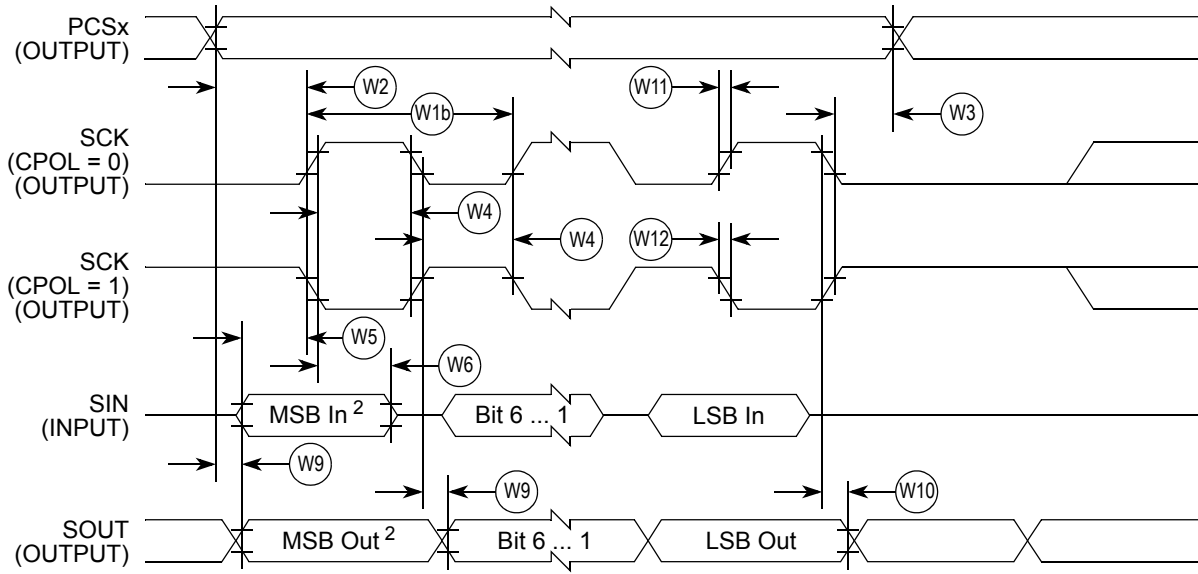 PCSx
(OUTPUT)
W2
W11
W1b
W3
SCK
(CPOL = 0)
(OUTPUT)
W4
W4
W12
SCK
(CPOL = 1)
(OUTPUT)
W5
W6
SIN
(INPUT)
MSB In 2
Bit 6 ... 1
LSB In
W9
W9
W10
SOUT
(OUTPUT)
MSB Out 2
Bit 6 ... 1
LSB Out